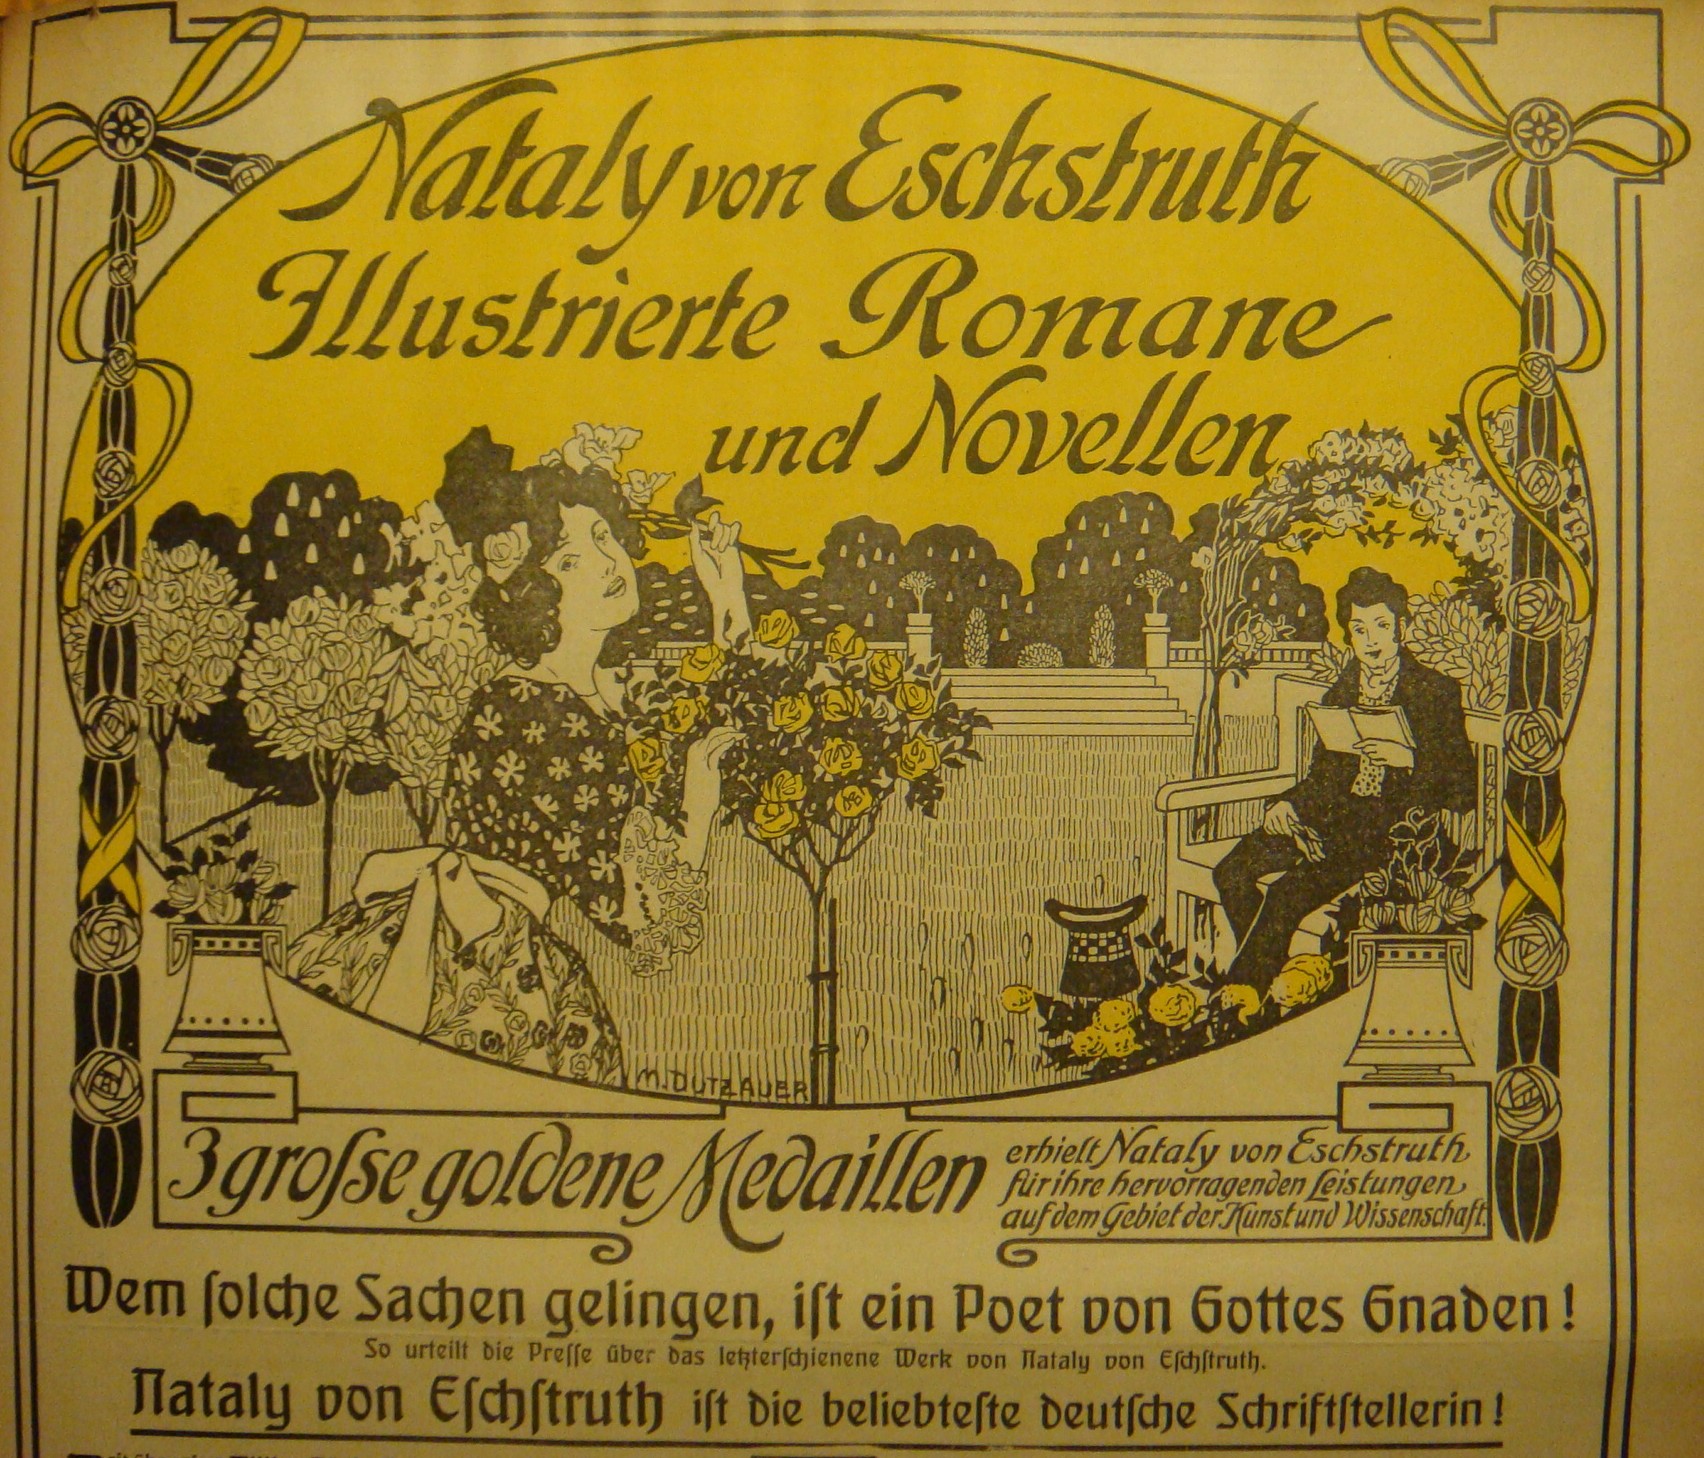 Nataly von Eschstruth
Illustrierte Romane
und Novellen
M. DUTZAUER
3 groſse goldene Medaillen
erhielt Nataly von Eschstruth
für ihre hervorragenden Leistungen
auf dem Gebiet der Kunst und Wissenschaft.
Wem ſolche Sachen gelingen, iſt ein Poet von Gottes Gnaden!
So urteilt die Preſſe über das letzterſchienene Werk von Nataly von Eſchſtruth.
Nataly von Eſchſtruth iſt die beliebteſte deutſche Schriftſtellerin!